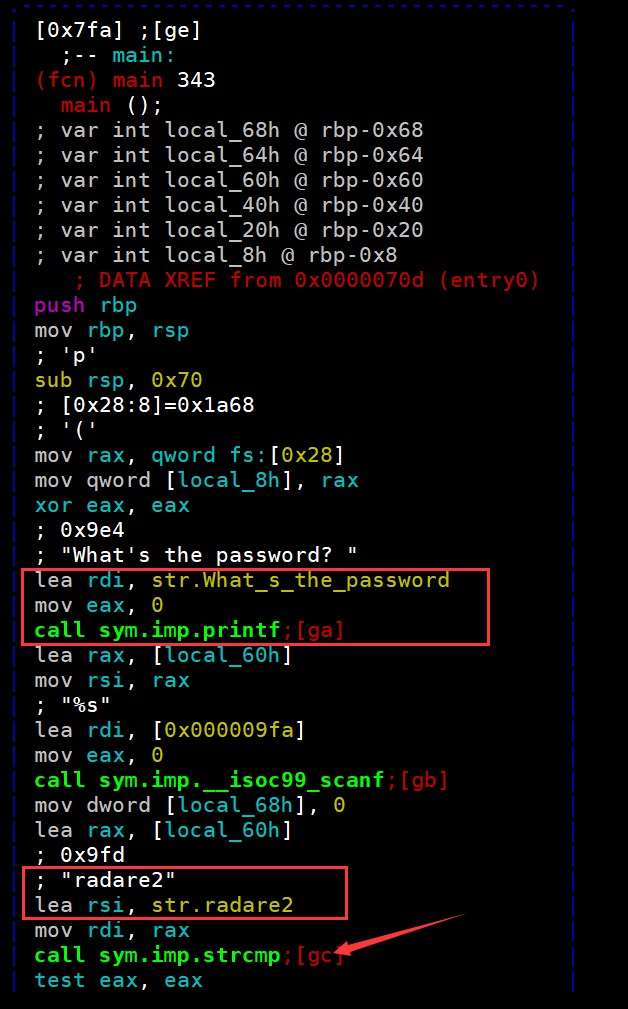 [0x7fa] ;[ge]
;-- main:
(fcn) main 343
main ();
; var int local_68h @ rbp-0x68
; var int local_64h @ rbp-0x64
; var int local_60h @ rbp-0x60
; var int local_40h @ rbp-0x40
; var int local_20h @ rbp-0x20
; var int local_8h @ rbp-0x8
; DATA XREF from 0x0000070d (entry0)
push rbp
mov rbp, rsp
; 'p'
sub rsp, 0x70
; [0x28:8]=0x1a68
; '('
mov rax, qword fs:[0x28]
mov qword [local_8h], rax
xor eax, eax
; 0x9e4
; "What's the password? "
lea rdi, str.What_s_the_password
mov eax, 0
call sym.imp.printf;[ga]
lea rax, [local_60h]
mov rsi, rax
; "%s"
lea rdi, [0x000009fa]
mov eax, 0
call sym.imp.__isoc99_scanf;[gb]
mov dword [local_68h], 0
lea rax, [local_60h]
; 0x9fd
; "radare2"
lea rsi, str.radare2
mov rdi, rax
call sym.imp.strcmp;[gc]
test eax, eax